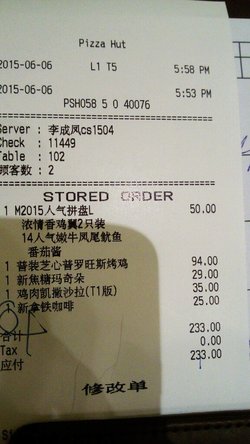 Pizza Hut
2015-06-06 L1 T5 5:58 PM
2015-06-06 5:53 PM
PSH058 5 0 40076
Server : 李成凤cs1504
Check : 11449
Table : 102
顾客数 : 2
STORED ORDER
1 M2015人气拼盘L 50.00
浓情香鸡翼2只装
14人气嫩牛凤尾鱿鱼
番茄酱
1 普装芝心普罗旺斯烤鸡 94.00
1 新焦糖玛奇朵 29.00
1 鸡肉凯撒沙拉(T1版) 35.00
1 新拿铁咖啡 25.00
合计 233.00
Tax 0.00
应付 233.00
修改单